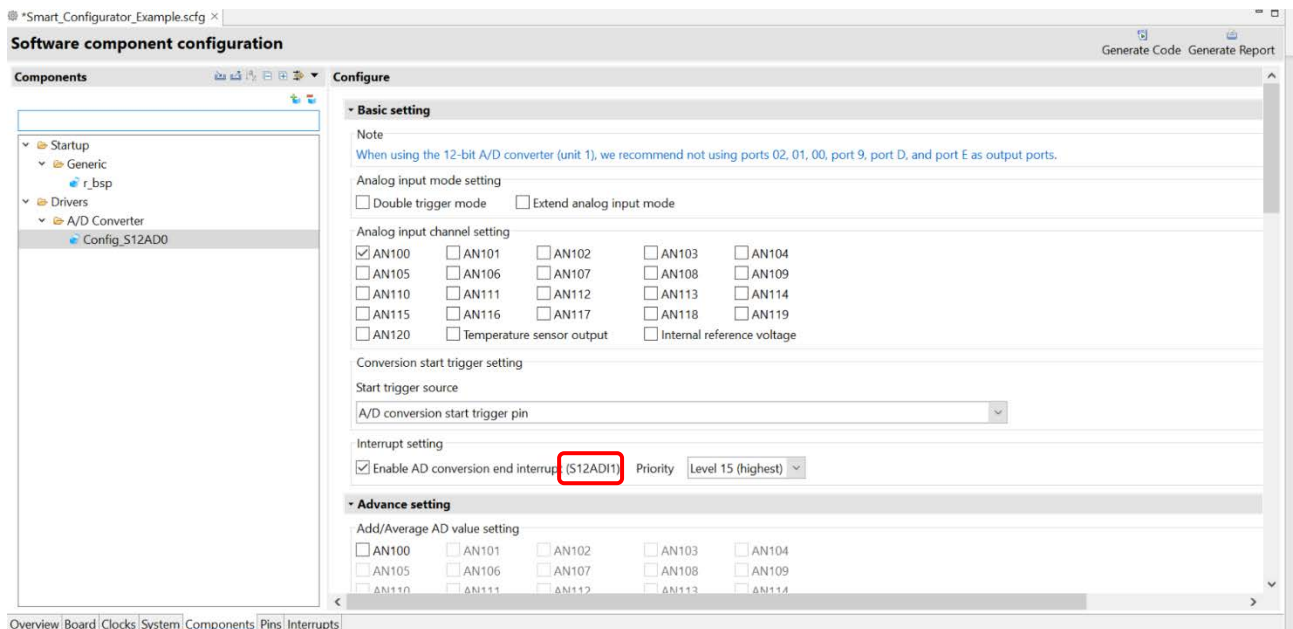 *Smart_Configurator_Example.scfg
Software component configuration
Generate Code Generate Report
Components
Configure
Startup
Generic
r_bsp
Drivers
A/D Converter
Config_S12AD0
Basic setting
Note
When using the 12-bit A/D converter (unit 1), we recommend not using ports 02, 01, 00, port 9, port D, and port E as output ports.
Analog input mode setting
Double trigger mode Extend analog input mode
Analog input channel setting
AN100 AN101 AN102 AN103 AN104
AN105 AN106 AN107 AN108 AN109
AN110 AN111 AN112 AN113 AN114
AN115 AN116 AN117 AN118 AN119
AN120 Temperature sensor output Internal reference voltage
Conversion start trigger setting
Start trigger source
A/D conversion start trigger pin
Interrupt setting
Enable AD conversion end interrupt (S12ADI1) Priority Level 15 (highest)
Advance setting
Add/Average AD value setting
AN100 AN101 AN102 AN103 AN104
AN105 AN106 AN107 AN108 AN109
AN110 AN111 AN112 AN113 AN114
Overview Board Clocks System Components Pins Interrupts